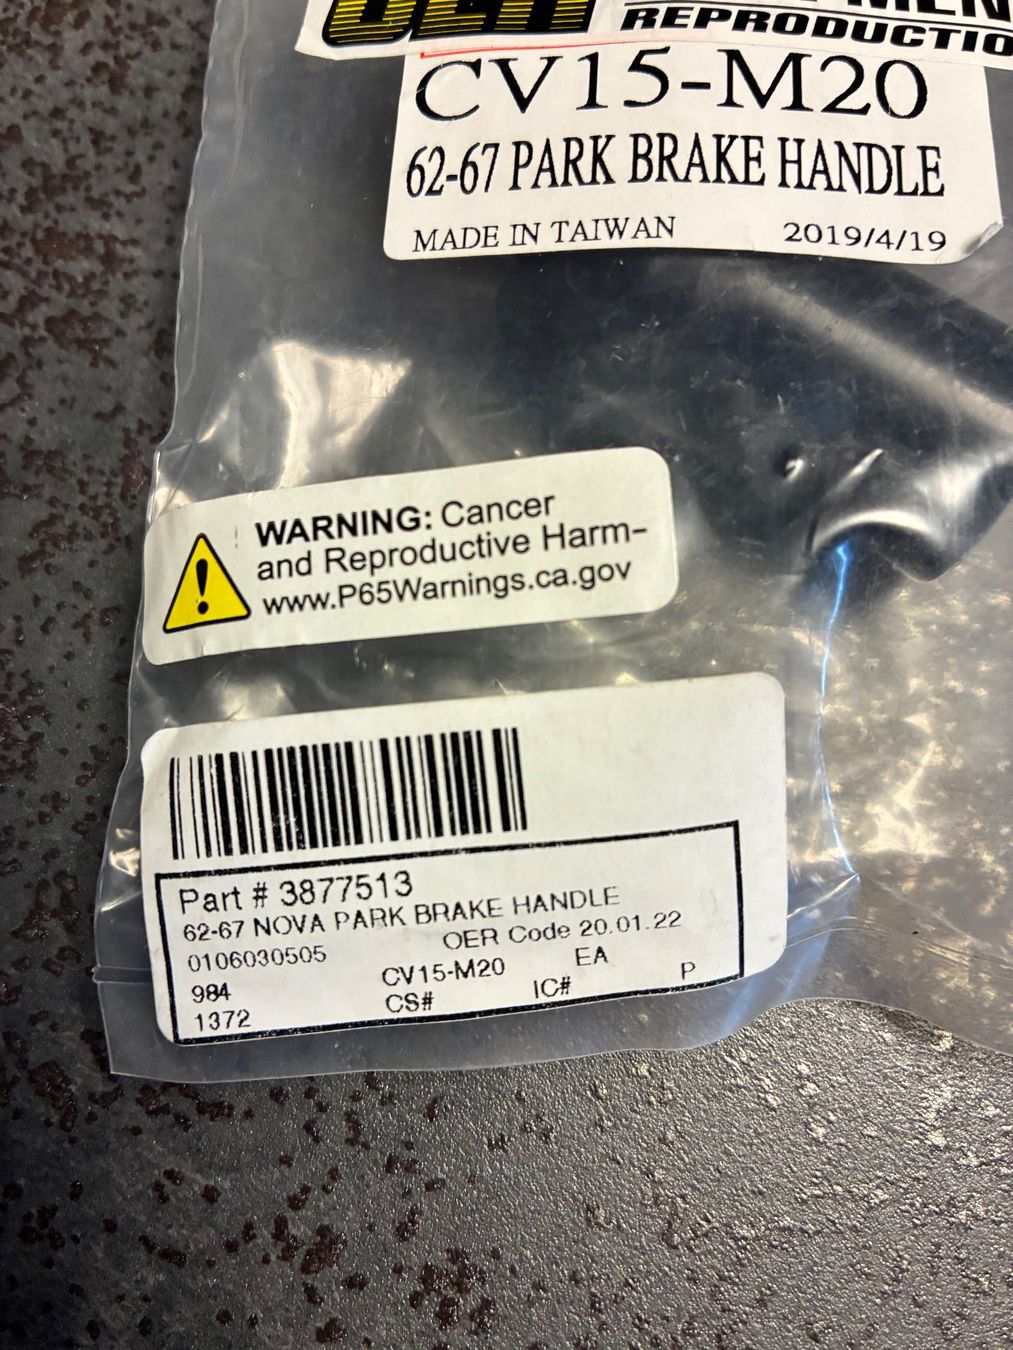 OER
REPRODUCTIO
CV15-M20
62-67 PARK BRAKE HANDLE
MADE IN TAIWAN 2019/4/19
WARNING: Cancer
and Reproductive Harm-
www.P65Warnings.ca.gov
Part # 3877513
62-67 NOVA PARK BRAKE HANDLE
0106030505 OER Code 20.01.22
984 CV15-M20 EA
1372 CS# IC# P